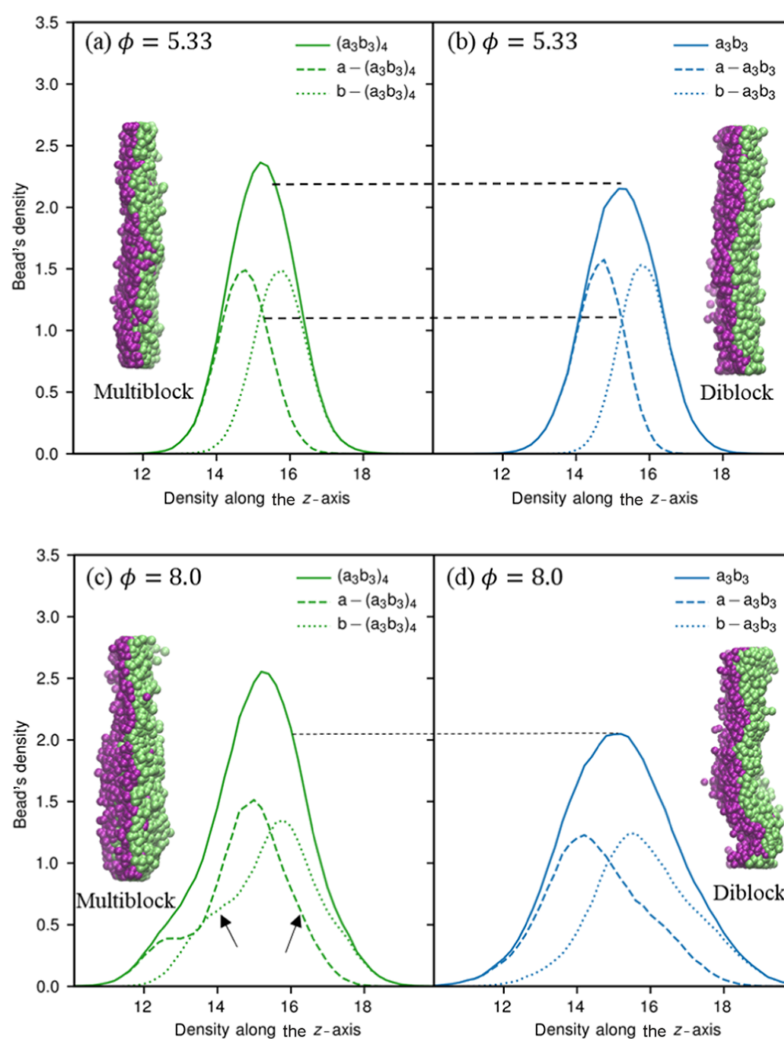 (a) ϕ = 5.33
(a₃b₃)₄
a – (a₃b₃)₄
b – (a₃b₃)₄
(b) ϕ = 5.33
a₃b₃
a – a₃b₃
b – a₃b₃
3.5
3.0
2.5
2.0
1.5
1.0
0.5
0.0
Bead's density
Multiblock
Diblock
12 14 16 18
12 14 16 18
Density along the z-axis
Density along the z-axis
(c) ϕ = 8.0
(a₃b₃)₄
a – (a₃b₃)₄
b – (a₃b₃)₄
(d) ϕ = 8.0
a₃b₃
a – a₃b₃
b – a₃b₃
3.5
3.0
2.5
2.0
1.5
1.0
0.5
0.0
Bead's density
Multiblock
Diblock
12 14 16 18
12 14 16 18
Density along the z-axis
Density along the z-axis